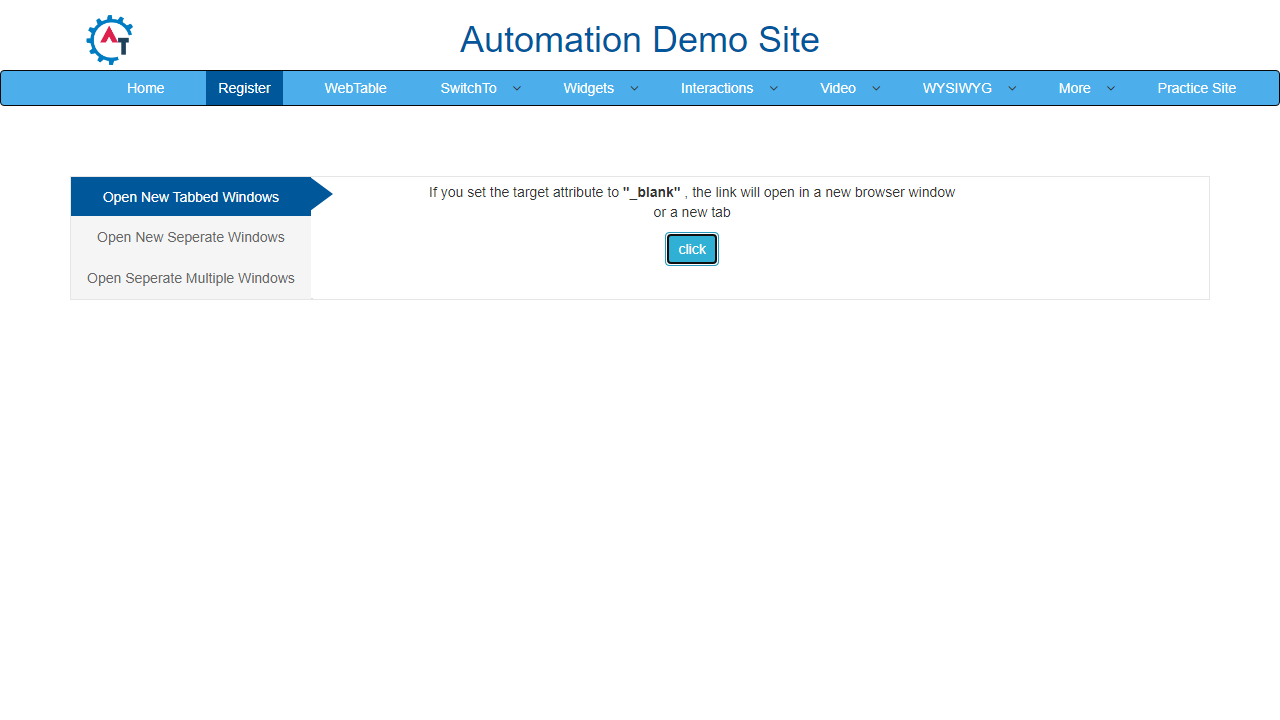 AT
Automation Demo Site
Home Register WebTable SwitchTo Widgets Interactions Video WYSIWYG More Practice Site
Open New Tabbed Windows
Open New Seperate Windows
Open Seperate Multiple Windows
If you set the target attribute to "_blank" , the link will open in a new browser window
or a new tab
click